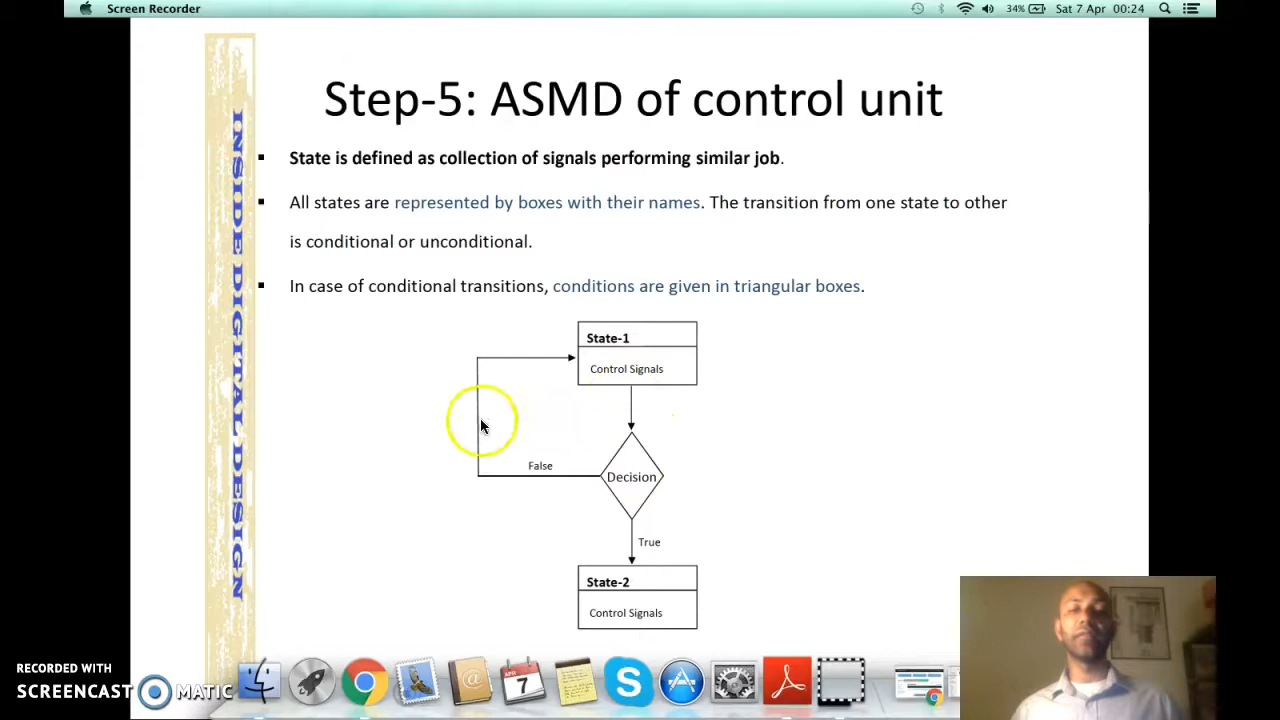 Screen Recorder
34%
Sat 7 Apr 00:24
Step-5: ASMD of control unit
INSIDE DIGITAL DESIGN
▪ State is defined as collection of signals performing similar job.
▪ All states are represented by boxes with their names. The transition from one state to other
is conditional or unconditional.
▪ In case of conditional transitions, conditions are given in triangular boxes.
State-1
Control Signals
False
Decision
True
State-2
Control Signals
RECORDED WITH
SCREENCAST MATIC
APR
7